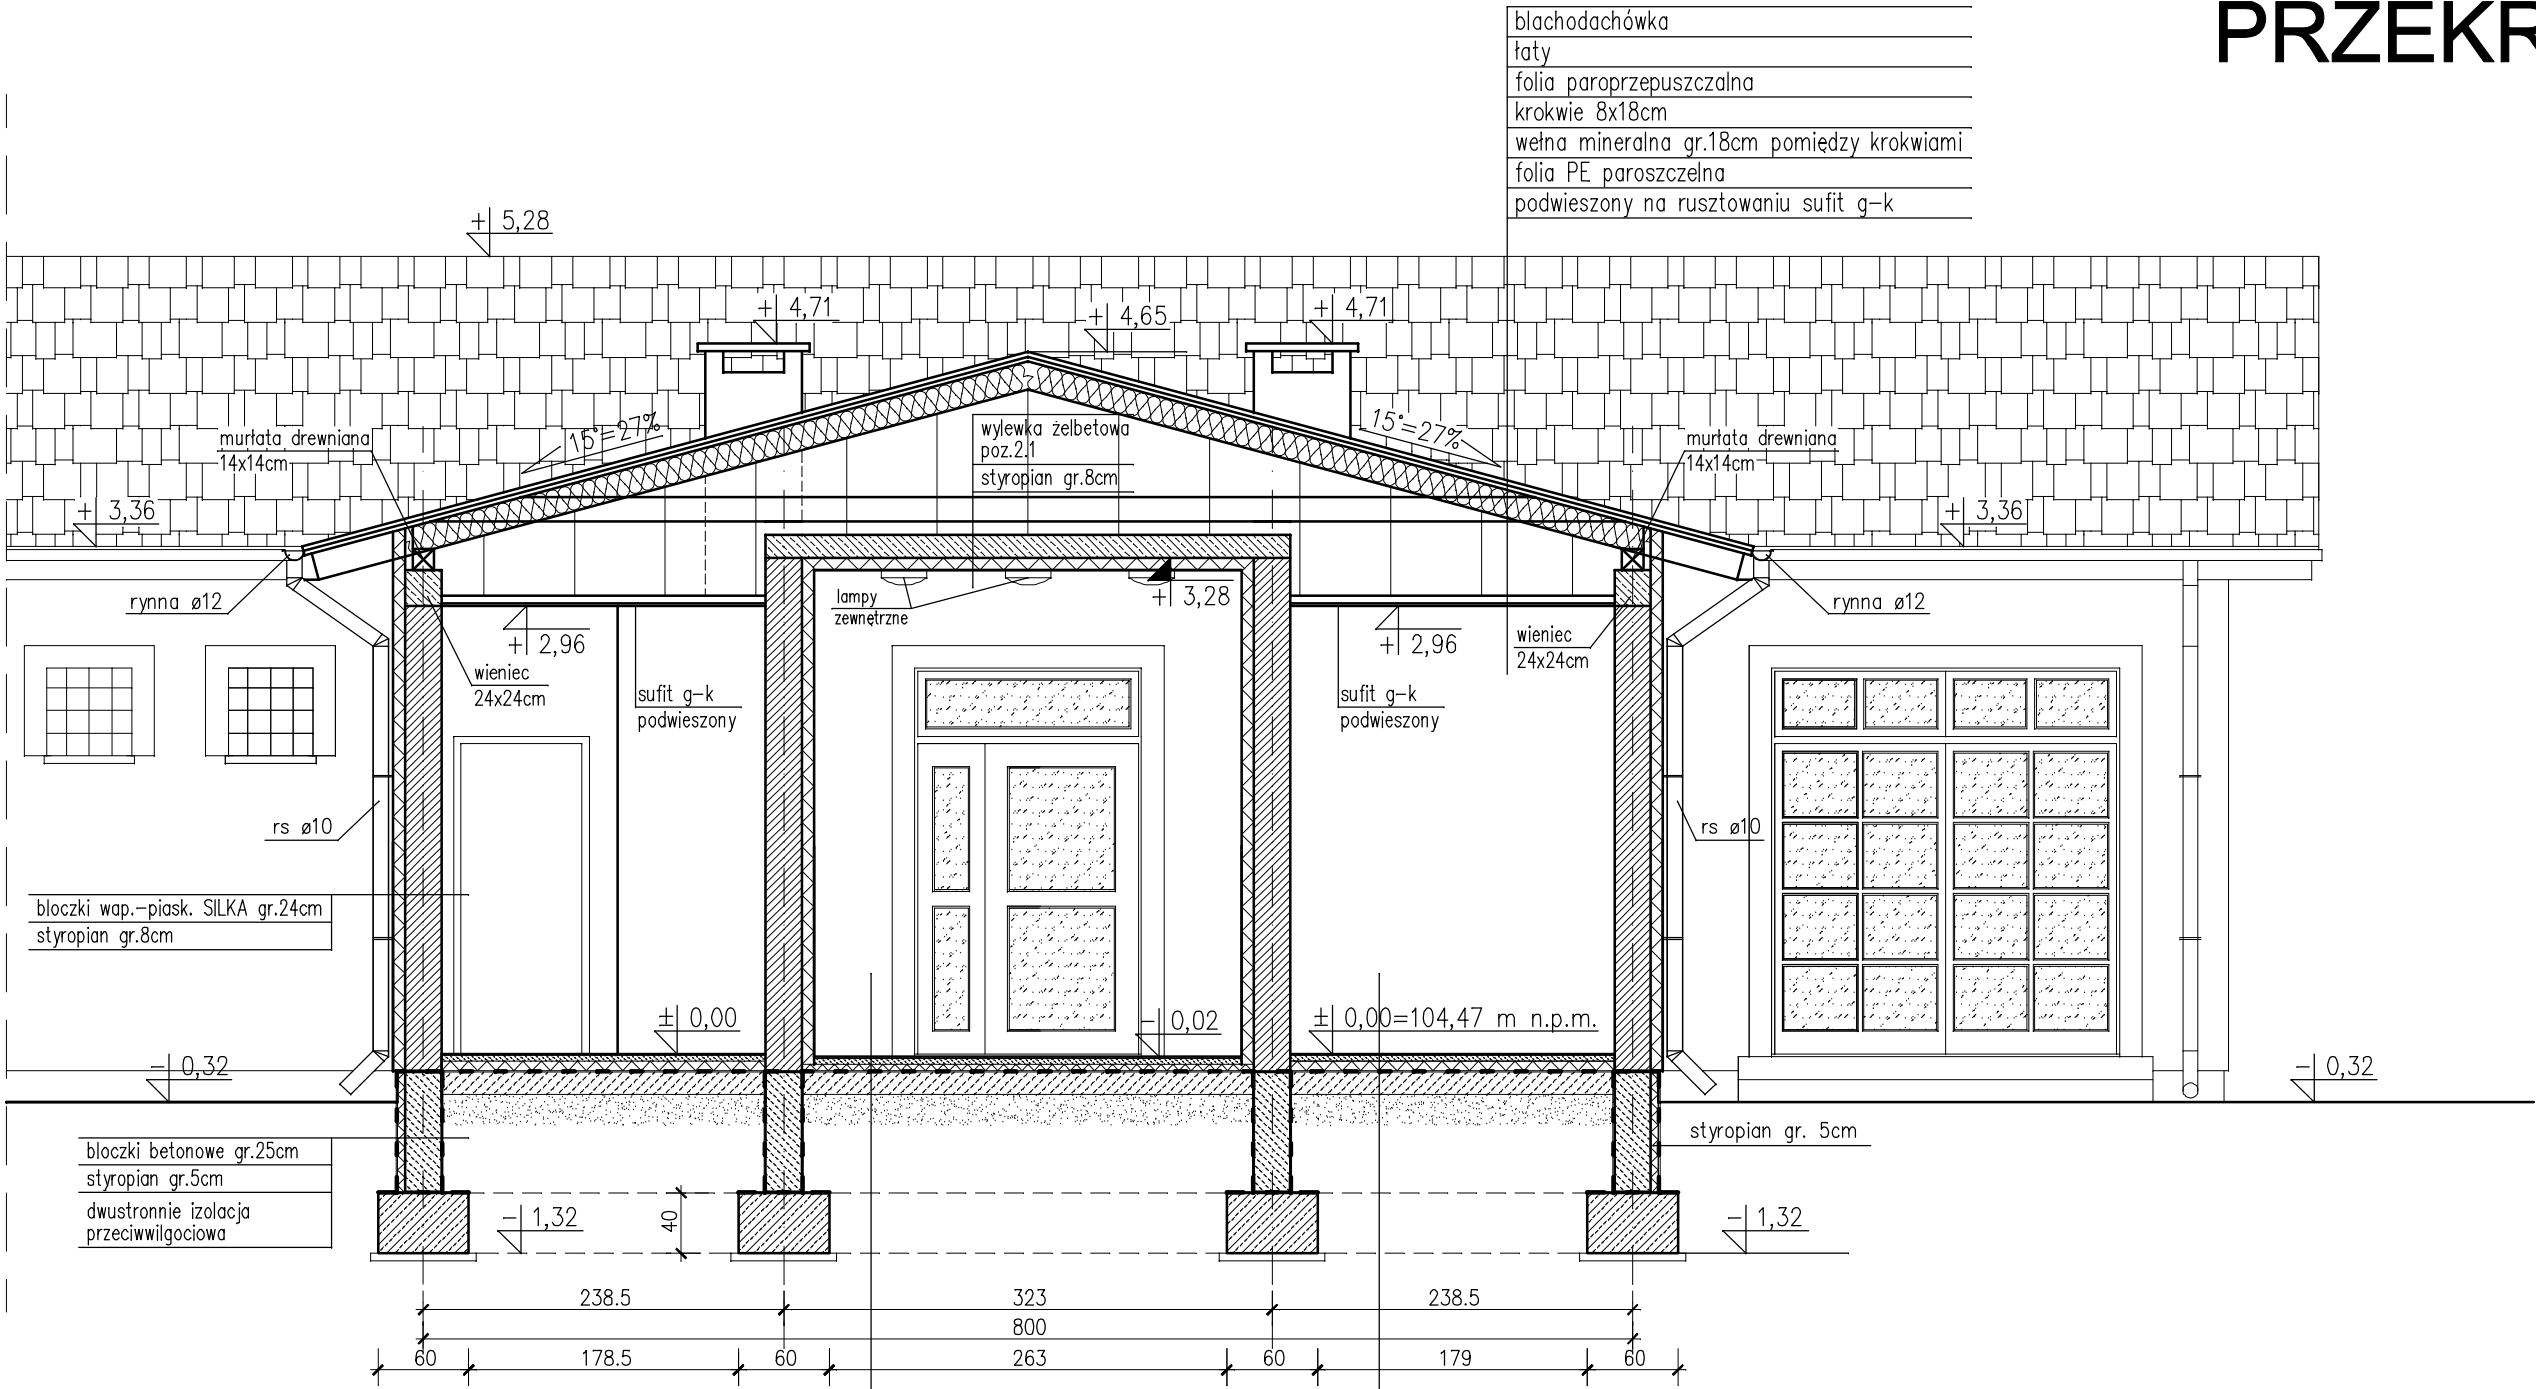 PRZEKR
blachodachówka
łaty
folia paroprzepuszczalna
krokwie 8x18cm
wełna mineralna gr.18cm pomiędzy krokwiami
folia PE paroszczelna
podwieszony na rusztowaniu sufit g-k
+ 5,28
+ 4,71
+ 4,65
+ 4,71
15°=27%
15°=27%
murłata drewniana
14x14cm
wylewka żelbetowa
poz.2.1
styropian gr.8cm
murłata drewniana
14x14cm
+ 3,36
+ 3,36
rynna ø12
lampy
zewnętrzne
+ 3,28
rynna ø12
+ 2,96
+ 2,96
wieniec
24x24cm
wieniec
24x24cm
sufit g-k
podwieszony
sufit g-k
podwieszony
rs ø10
rs ø10
bloczki wap.-piask. SILKA gr.24cm
styropian gr.8cm
± 0,00
- 0,02
± 0,00=104,47 m n.p.m.
- 0,32
- 0,32
bloczki betonowe gr.25cm
styropian gr.5cm
dwustronnie izolacja
przeciwwilgociowa
styropian gr. 5cm
- 1,32
40
- 1,32
238.5
323
238.5
800
60
178.5
60
263
60
179
60